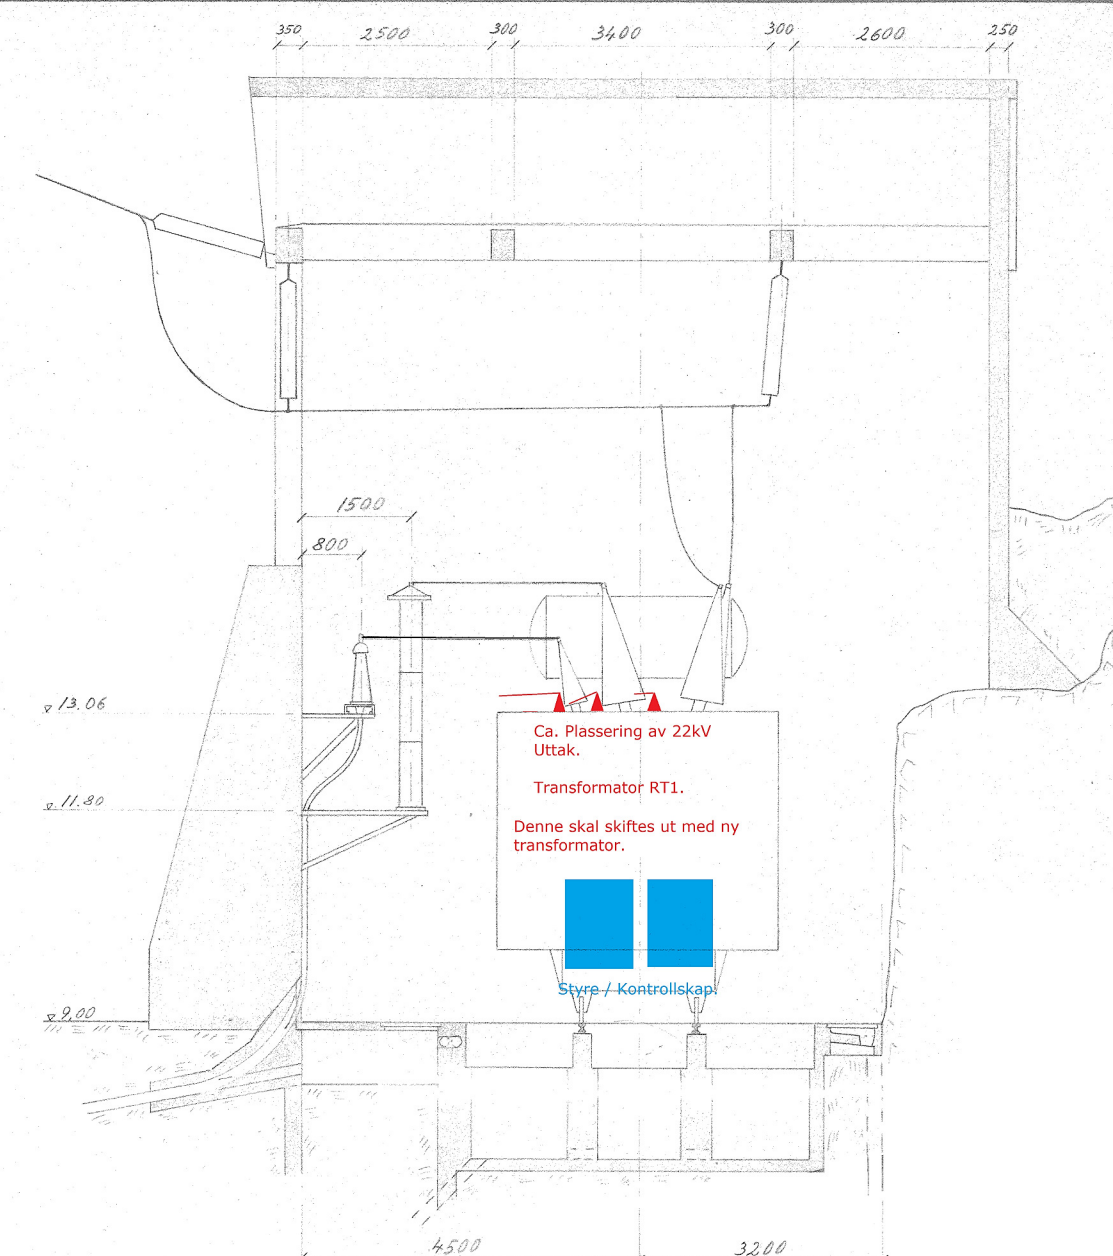 350 2500 300 3400 300 2600 250
1500
800
13.06
Ca. Plassering av 22kV
Uttak.
Transformator RT1.
11.80
Denne skal skiftes ut med ny
transformator.
Styre / Kontrollskap.
9,00
4500 3200